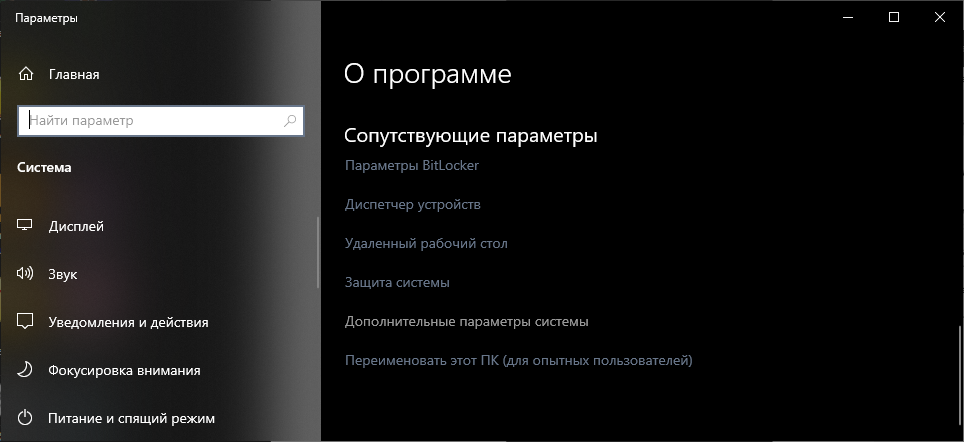 Параметры
Главная
Найти параметр
Система
Дисплей
Звук
Уведомления и действия
Фокусировка внимания
Питание и спящий режим
О программе
Сопутствующие параметры
Параметры BitLocker
Диспетчер устройств
Удаленный рабочий стол
Защита системы
Дополнительные параметры системы
Переименовать этот ПК (для опытных пользователей)